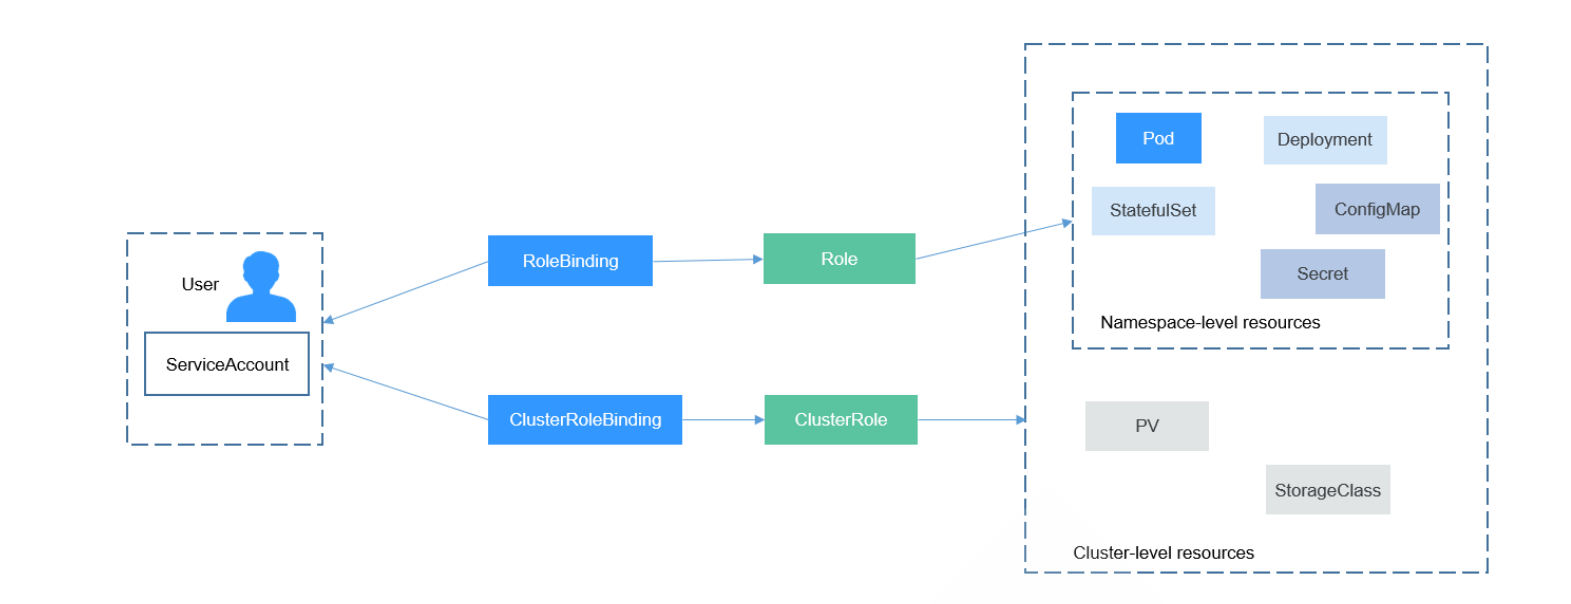 User
ServiceAccount
RoleBinding
Role
ClusterRoleBinding
ClusterRole
Pod
Deployment
StatefulSet
ConfigMap
Secret
Namespace-level resources
PV
StorageClass
Cluster-level resources